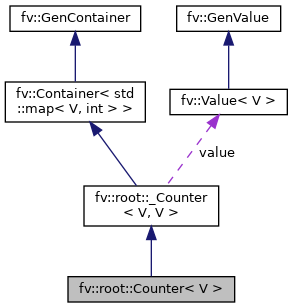 fv::GenContainer
fv::GenValue
fv::Container< std
::map< V, int > >
fv::Value< V >
value
fv::root::_Counter
< V, V >
fv::root::Counter< V >